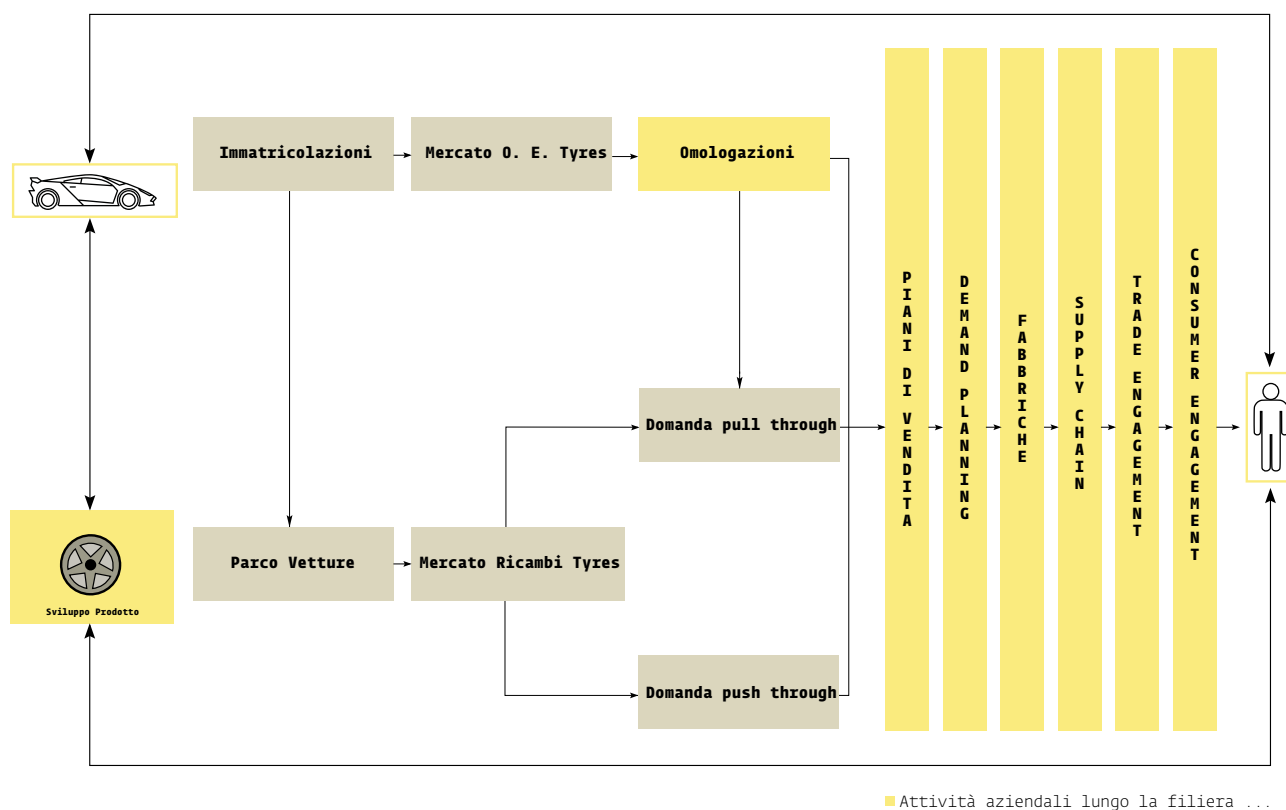 Immatricolazioni
Mercato O. E. Tyres
Omologazioni
Domanda pull through
Parco Vetture
Mercato Ricambi Tyres
Domanda push through
Sviluppo Prodotto
PIANI DI VENDITA
DEMAND PLANNING
FABBRICHE
SUPPLY CHAIN
TRADE ENGAGEMENT
CONSUMER ENGAGEMENT
Attività aziendali lungo la filiera ...